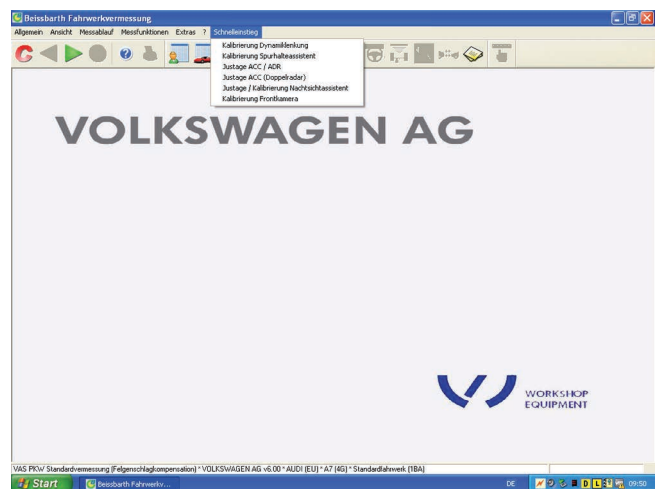 Beissbarth Fahrwerkvermessung
Allgemein Ansicht Messablauf Messfunktionen Extras ? Schnelleinstieg
Kalibrierung Dynamiklenkung
Kalibrierung Spurhalteassistent
Justage ACC / ADR
Justage ACC (Doppelradar)
Justage / Kalibrierung Nachtsichtassistent
Kalibrierung Frontkamera
VOLKSWAGEN AG
WORKSHOP
EQUIPMENT
VAS PKW Standardvermessung (Felgenschlagkompensation) * VOLKSWAGEN AG v6.00 * AUDI (EU) * A7 (4G) * Standardfahrwerk (1BA)
Start Beissbarth Fahrwerkv... DE 09:50